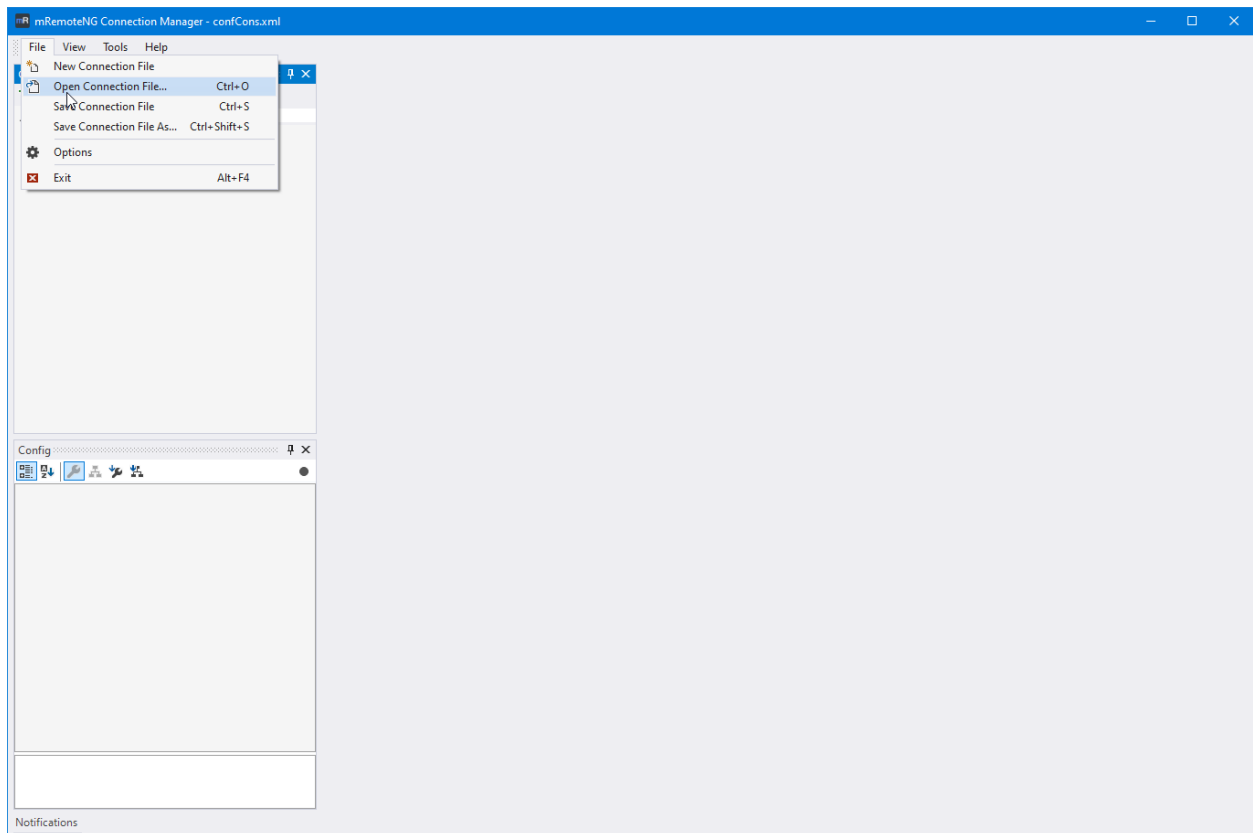 mR mRemoteNG Connection Manager - confCons.xml
File View Tools Help
New Connection File
Open Connection File... Ctrl+O
Save Connection File Ctrl+S
Save Connection File As... Ctrl+Shift+S
Options
Exit Alt+F4
Config
Notifications